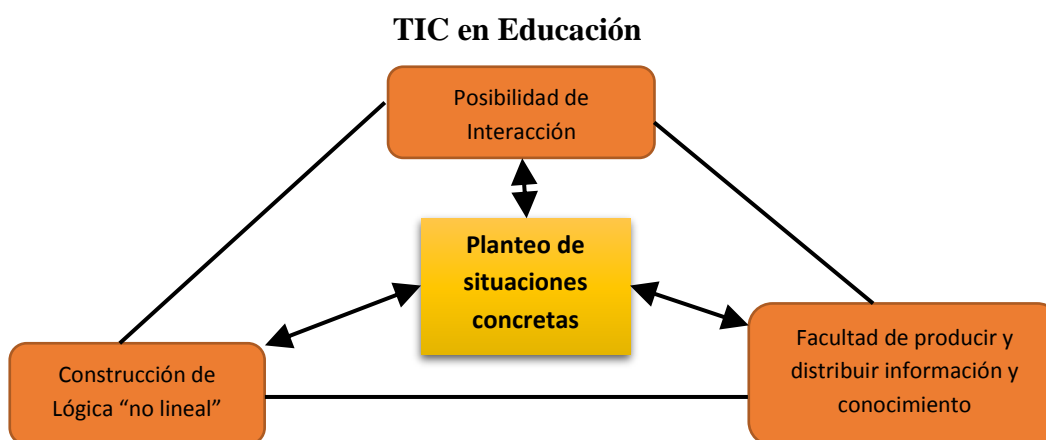 TIC en Educación
Posibilidad de
Interacción
Planteo de
situaciones
concretas
Construcción de
Lógica “no lineal”
Facultad de producir y
distribuir información y
conocimiento